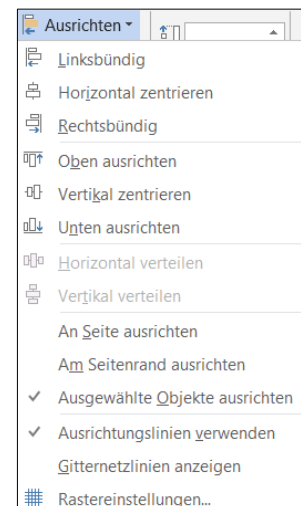 Ausrichten
Linksbündig
Horizontal zentrieren
Rechtsbündig
Oben ausrichten
Vertikal zentrieren
Unten ausrichten
Horizontal verteilen
Vertikal verteilen
An Seite ausrichten
Am Seitenrand ausrichten
Ausgewählte Objekte ausrichten
Ausrichtungslinien verwenden
Gitternetzlinien anzeigen
Rastereinstellungen...